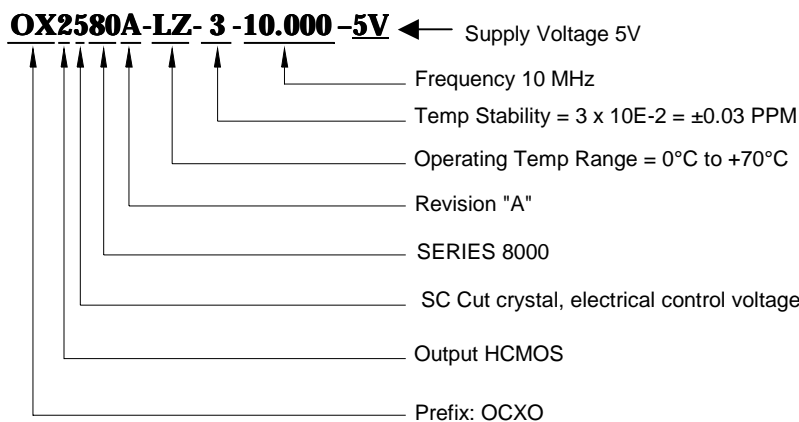 OX2580A-LZ- 3 -10.000 -5V
Supply Voltage 5V
Frequency 10 MHz
Temp Stability = 3 x 10E-2 = ±0.03 PPM
Operating Temp Range = 0°C to +70°C
Revision "A"
SERIES 8000
SC Cut crystal, electrical control voltage
Output HCMOS
Prefix: OCXO